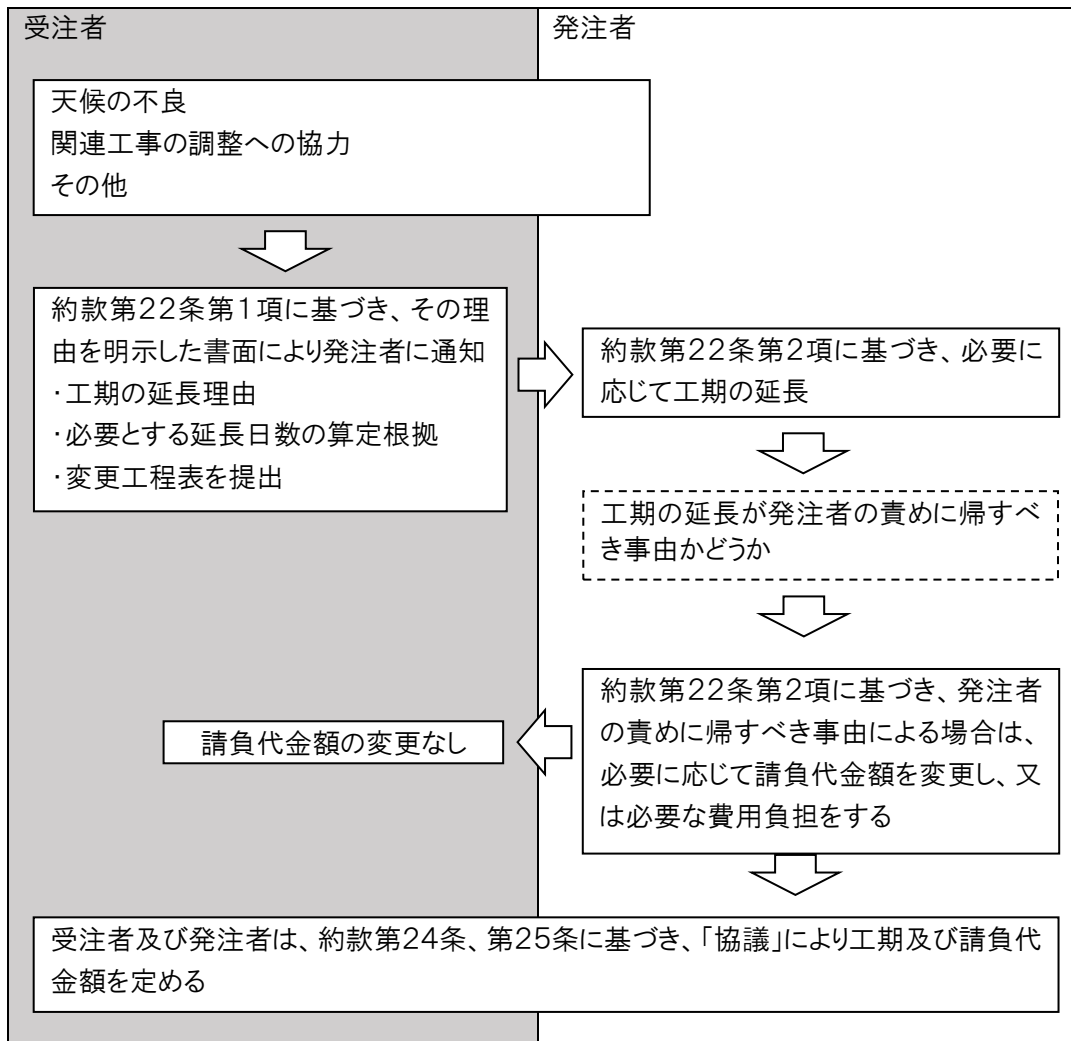 受注者
発注者
天候の不良
関連工事の調整への協力
その他
約款第22条第1項に基づき、その理
由を明示した書面により発注者に通知
・工期の延長理由
・必要とする延長日数の算定根拠
・変更工程表を提出
約款第22条第2項に基づき、必要に
応じて工期の延長
工期の延長が発注者の責めに帰すべ
き事由かどうか
約款第22条第2項に基づき、発注者
の責めに帰すべき事由による場合は、
必要に応じて請負代金額を変更し、又
は必要な費用負担をする
請負代金額の変更なし
受注者及び発注者は、約款第24条、第25条に基づき、「協議」により工期及び請負代
金額を定める